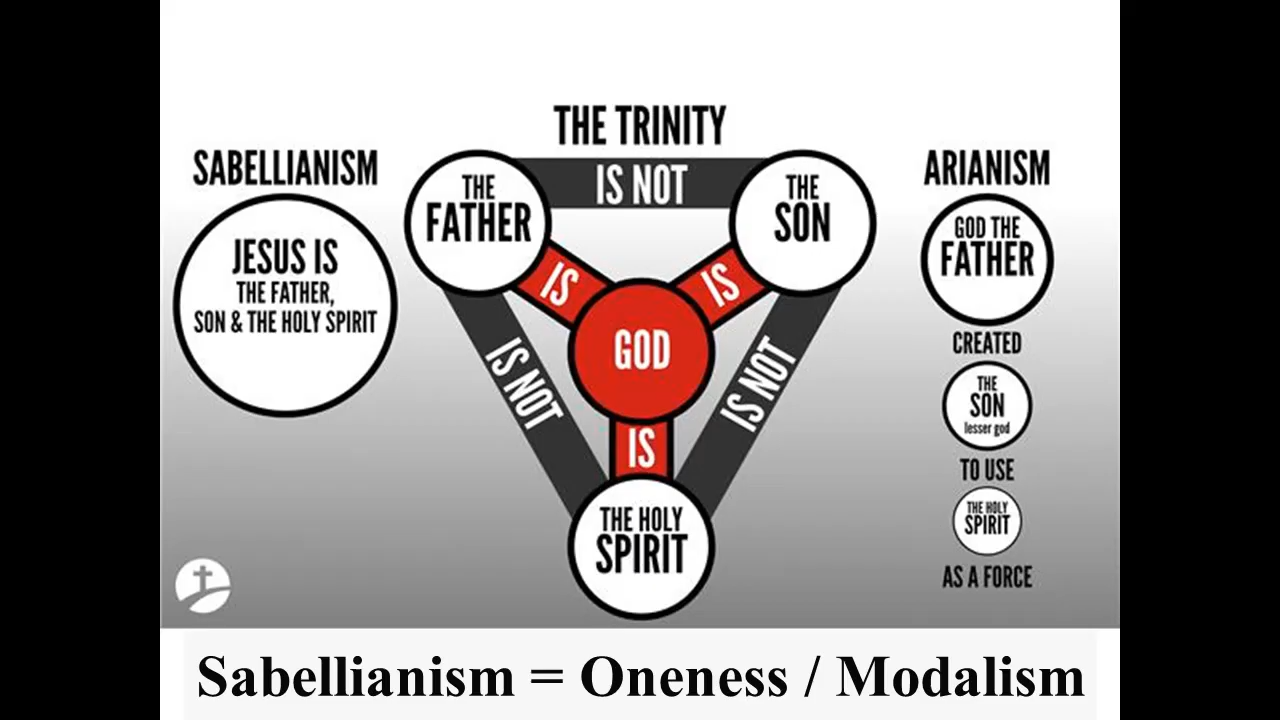 SABELLIANISM
JESUS IS
THE FATHER,
SON & THE HOLY SPIRIT
THE TRINITY
THE
FATHER
IS NOT
THE
SON
IS
IS
GOD
IS NOT
IS NOT
IS
THE HOLY
SPIRIT
ARIANISM
GOD THE
FATHER
CREATED
THE
SON
lesser god
TO USE
THE HOLY
SPIRIT
AS A FORCE
Sabellianism = Oneness / Modalism